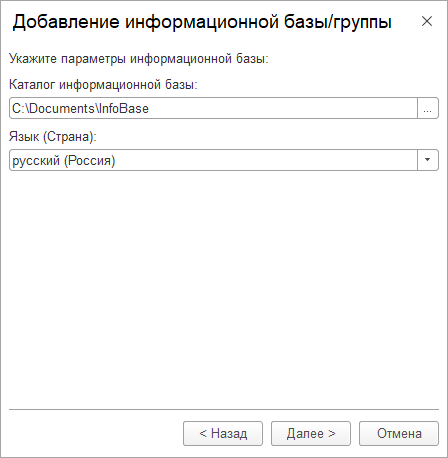 Добавление информационной базы/группы
Укажите параметры информационной базы:
Каталог информационной базы:
C:\Documents\InfoBase
...
Язык (Страна):
русский (Россия)
< Назад
Далее >
Отмена